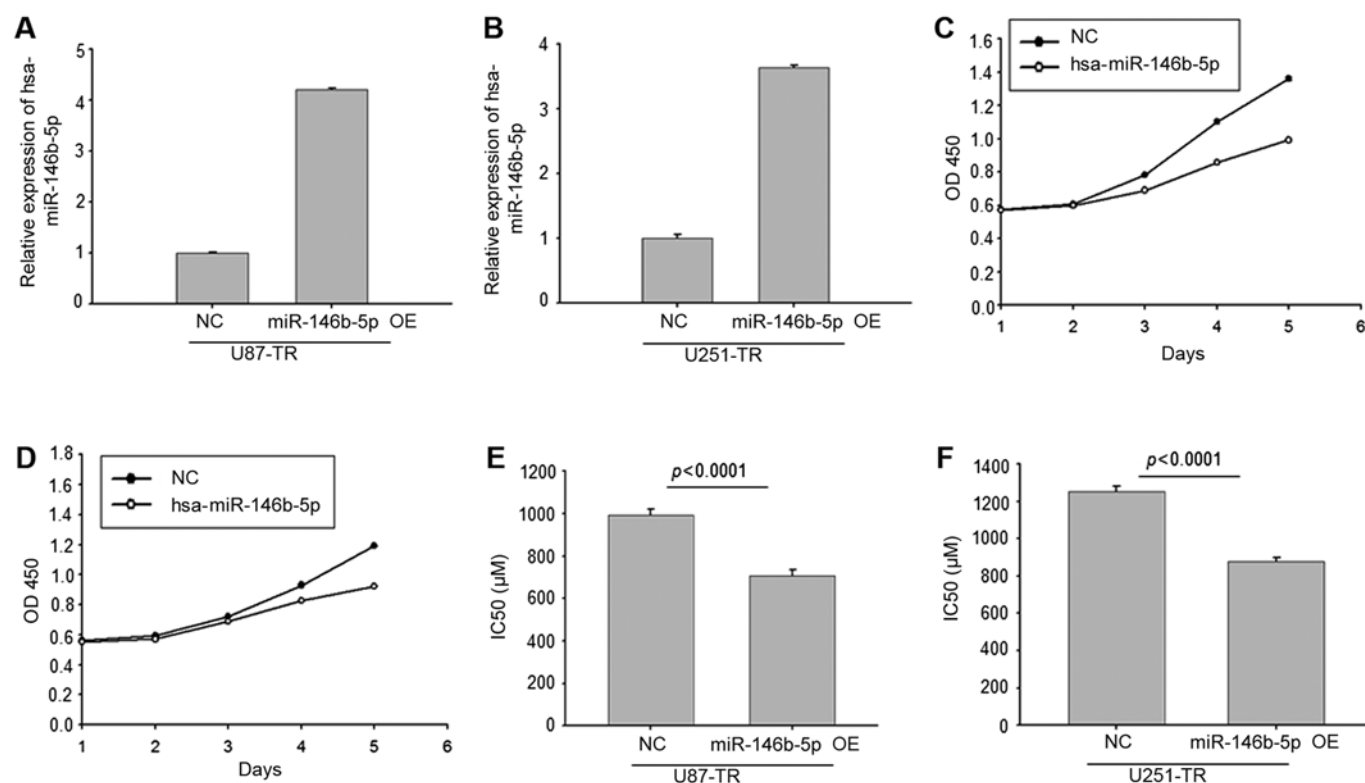 A
Relative expression of hsa-
miR-146b-5p
5
4
3
2
1
0
NC
miR-146b-5p OE
U87-TR
B
Relative expression of hsa-
miR-146b-5p
4
3
2
1
0
NC
miR-146b-5p OE
U251-TR
C
NC
hsa-miR-146b-5p
OD 450
1.6
1.4
1.2
1.0
0.8
0.6
0.4
0.2
0.0
1 2 3 4 5 6
Days
D
NC
hsa-miR-146b-5p
OD 450
1.8
1.6
1.4
1.2
1.0
0.8
0.6
0.4
0.2
0.0
1 2 3 4 5 6
Days
E
p<0.0001
IC50 (µM)
1200
1000
800
600
400
200
0
NC
miR-146b-5p OE
U87-TR
F
p<0.0001
IC50 (µM)
1400
1200
1000
800
600
400
200
0
NC
miR-146b-5p OE
U251-TR